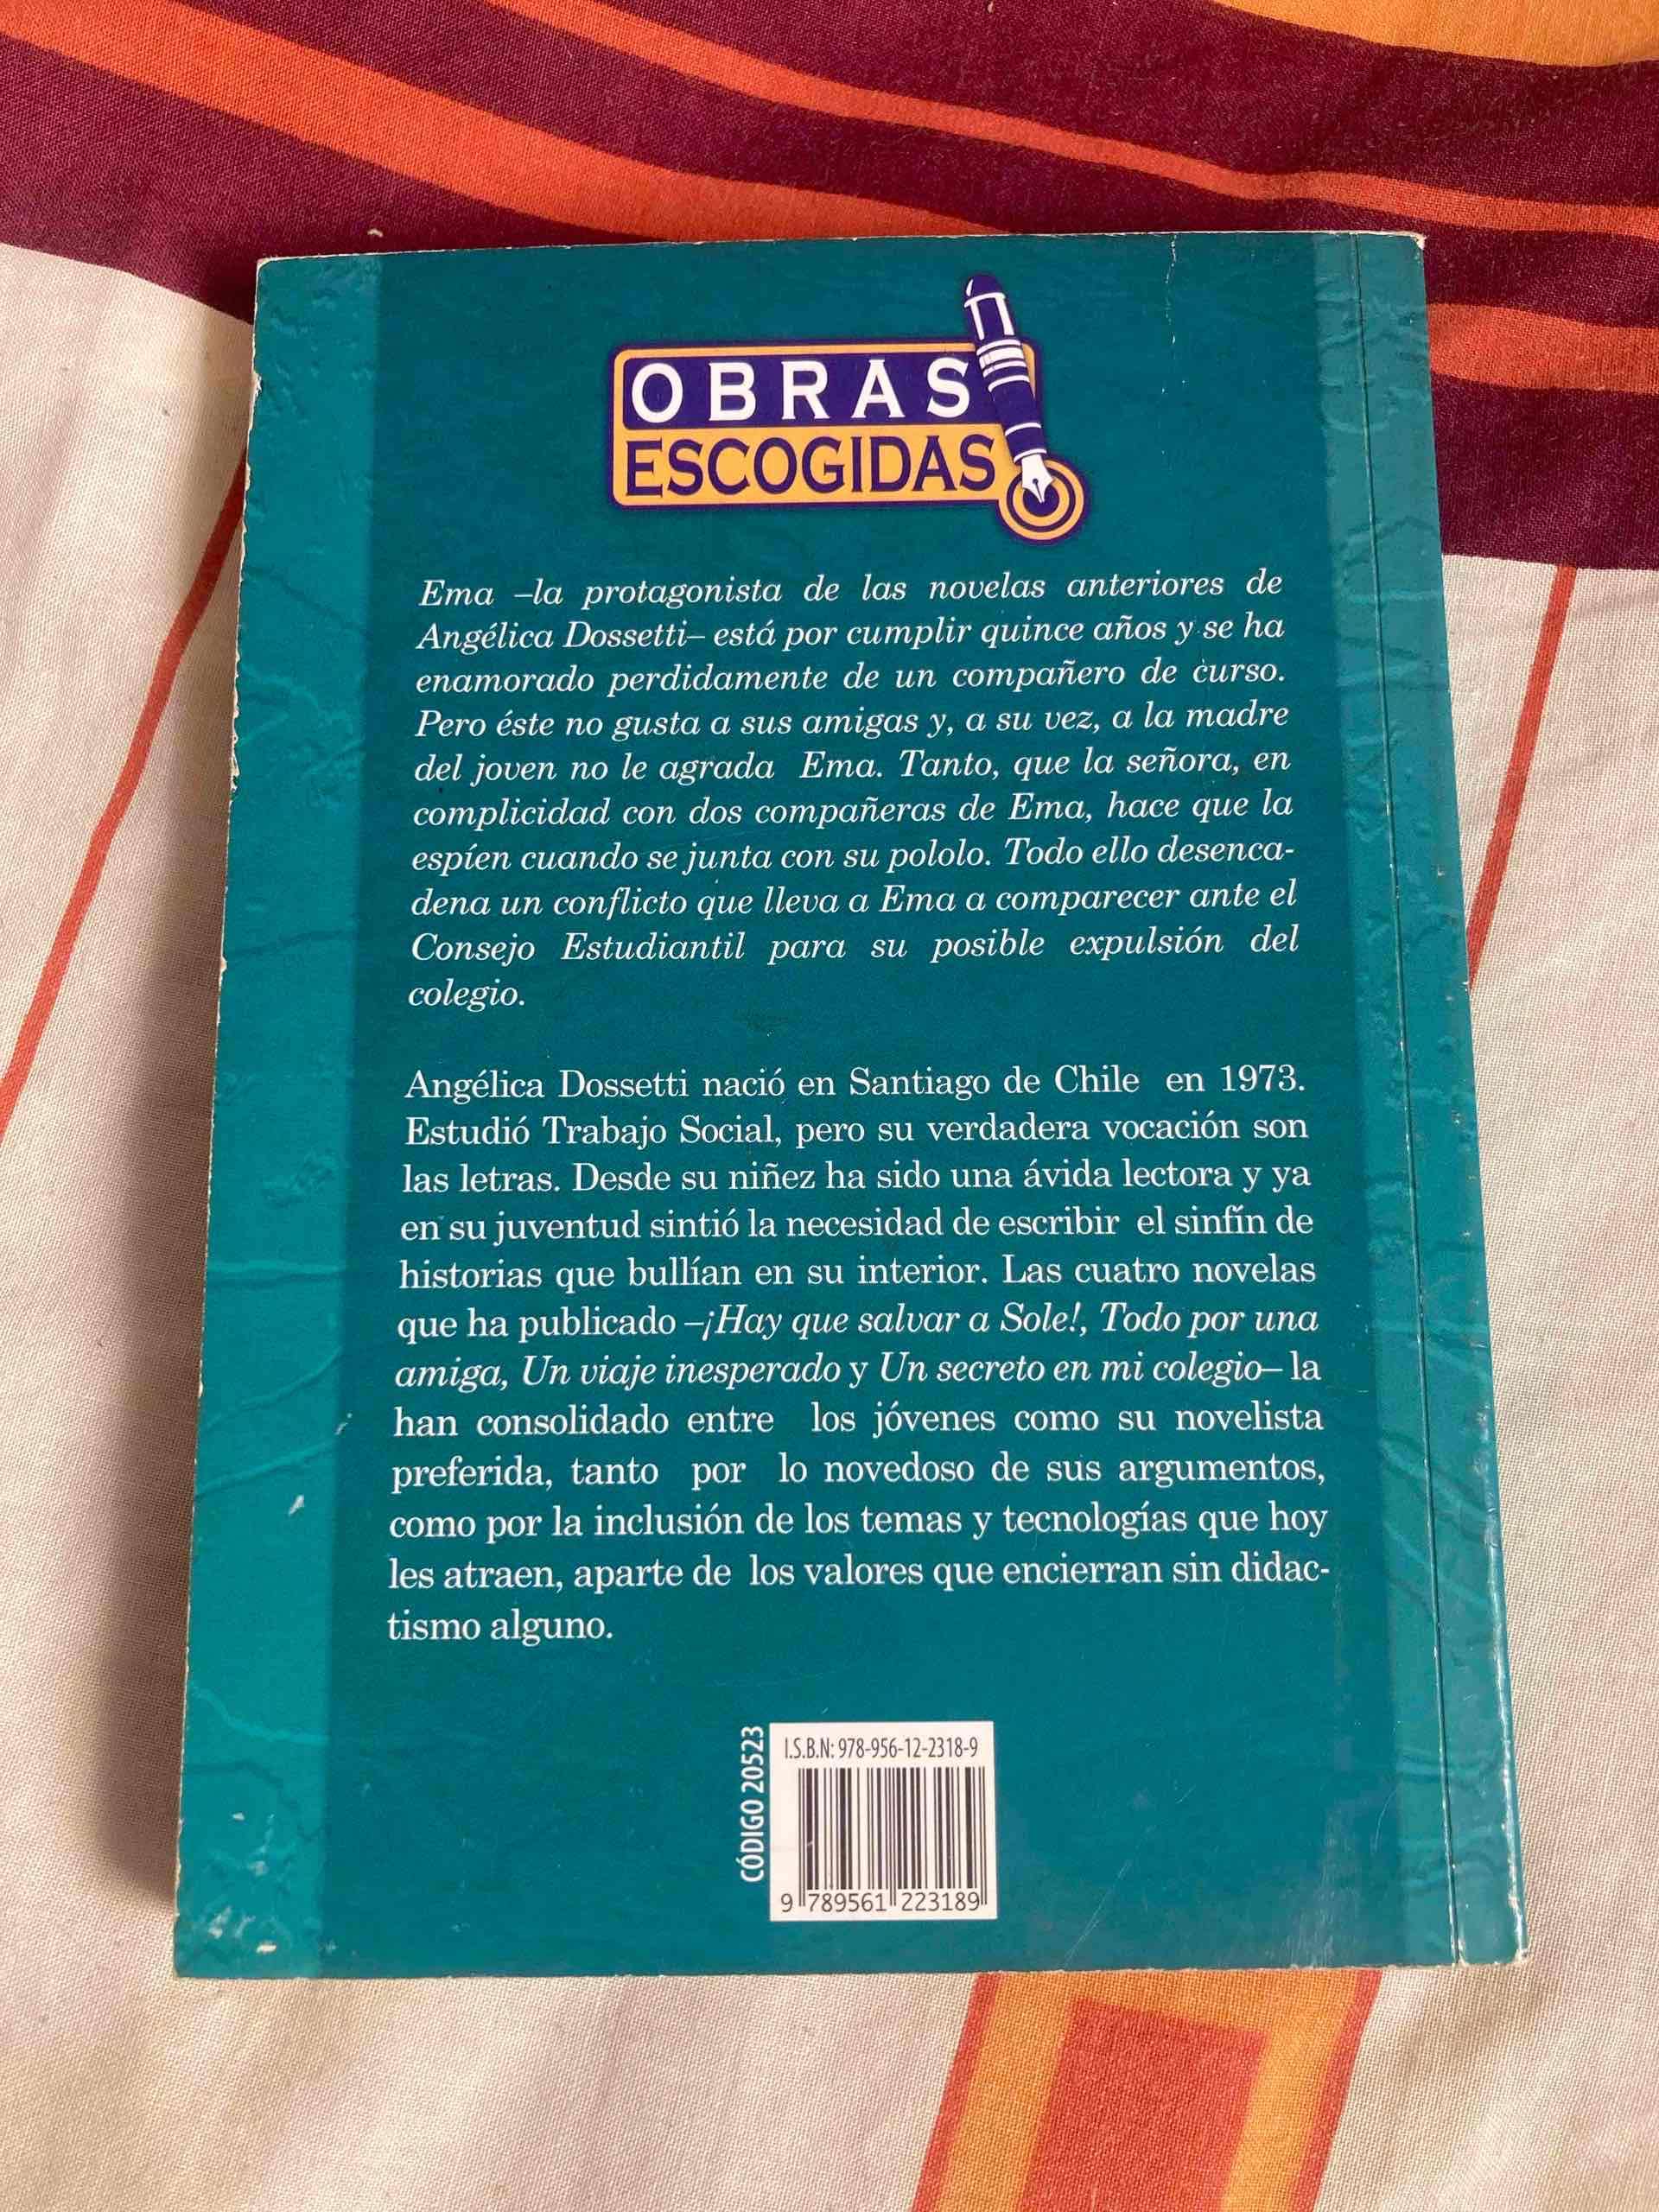 OBRAS
ESCOGIDAS
Ema –la protagonista de las novelas anteriores de
Angélica Dossetti– está por cumplir quince años y se ha
enamorado perdidamente de un compañero de curso.
Pero éste no gusta a sus amigas y, a su vez, a la madre
del joven no le agrada Ema. Tanto, que la señora, en
complicidad con dos compañeras de Ema, hace que la
espíen cuando se junta con su pololo. Todo ello desenca-
dena un conflicto que lleva a Ema a comparecer ante el
Consejo Estudiantil para su posible expulsión del
colegio.
Angélica Dossetti nació en Santiago de Chile en 1973.
Estudió Trabajo Social, pero su verdadera vocación son
las letras. Desde su niñez ha sido una ávida lectora y ya
en su juventud sintió la necesidad de escribir el sinfín de
historias que bullían en su interior. Las cuatro novelas
que ha publicado –¡Hay que salvar a Sole!, Todo por una
amiga, Un viaje inesperado y Un secreto en mi colegio– la
han consolidado entre los jóvenes como su novelista
preferida, tanto por lo novedoso de sus argumentos,
como por la inclusión de los temas y tecnologías que hoy
les atraen, aparte de los valores que encierran sin didac-
tismo alguno.
CÓDIGO 20523
I.S.B.N: 978-956-12-2318-9
9 789561 223189